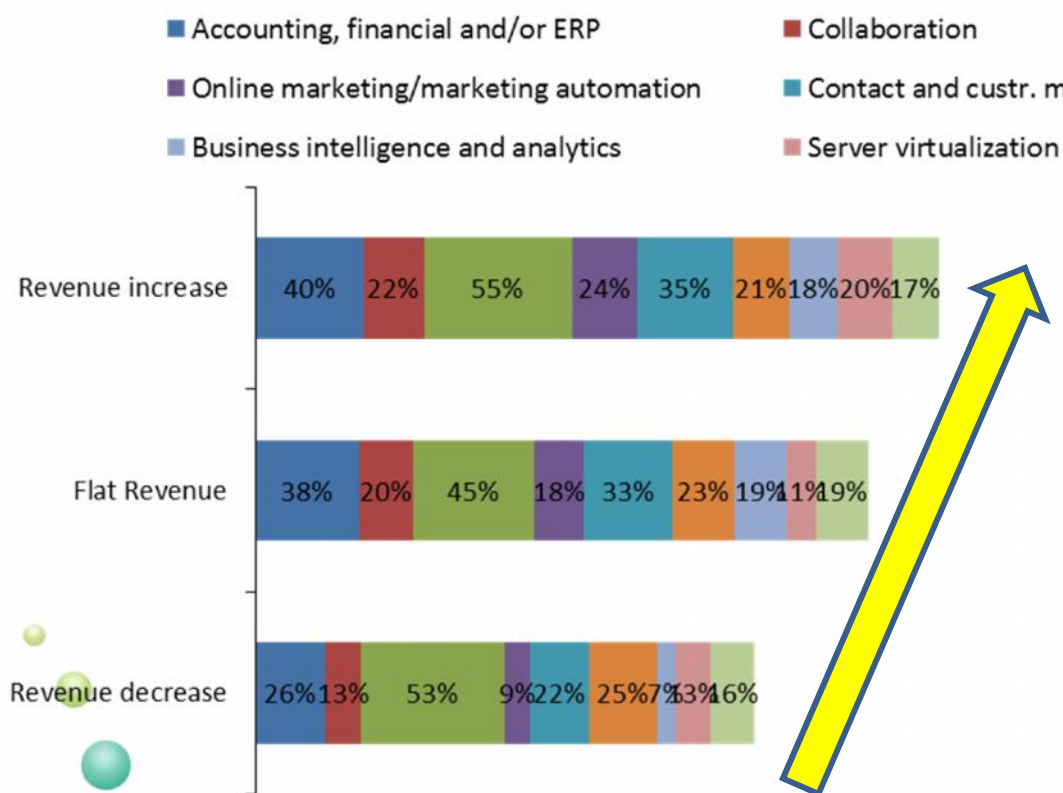 Accounting, financial and/or ERP Collaboration
Online marketing/marketing automation Contact and custr. m
Business intelligence and analytics Server virtualization
Revenue increase 40% 22% 55% 24% 35% 21% 18% 20% 17%
Flat Revenue 38% 20% 45% 18% 33% 23% 19% 11% 19%
Revenue decrease 26% 13% 53% 9% 22% 25% 7% 13% 16%